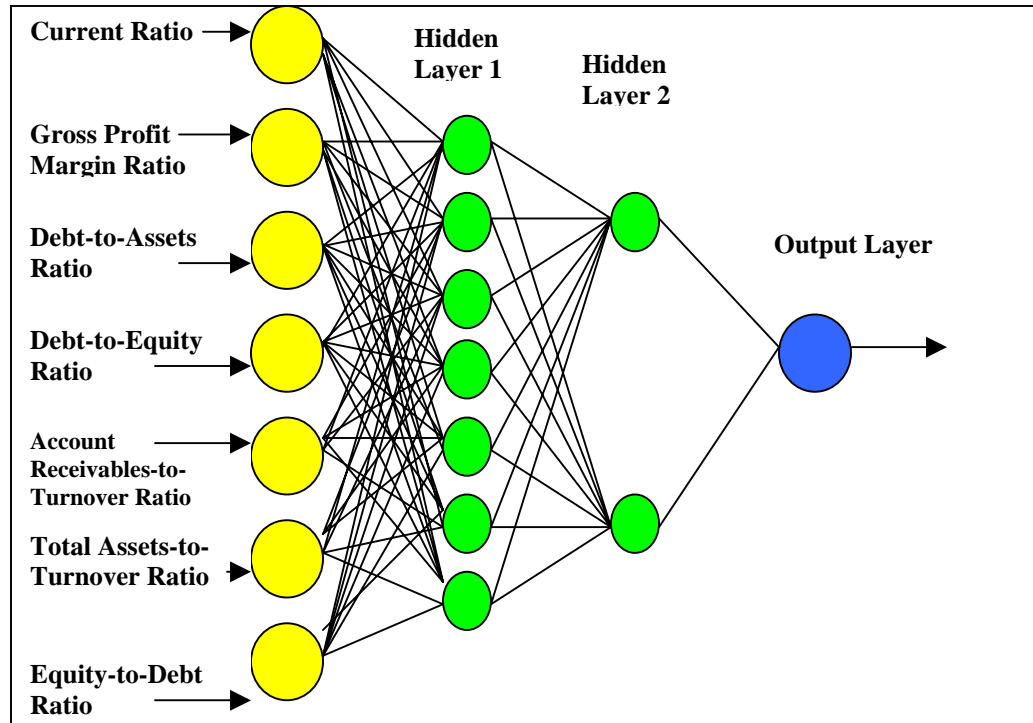 Current Ratio
Hidden
Layer 1
Hidden
Layer 2
Gross Profit
Margin Ratio
Debt-to-Assets
Ratio
Output Layer
Debt-to-Equity
Ratio
Account
Receivables-to-
Turnover Ratio
Total Assets-to-
Turnover Ratio
Equity-to-Debt
Ratio